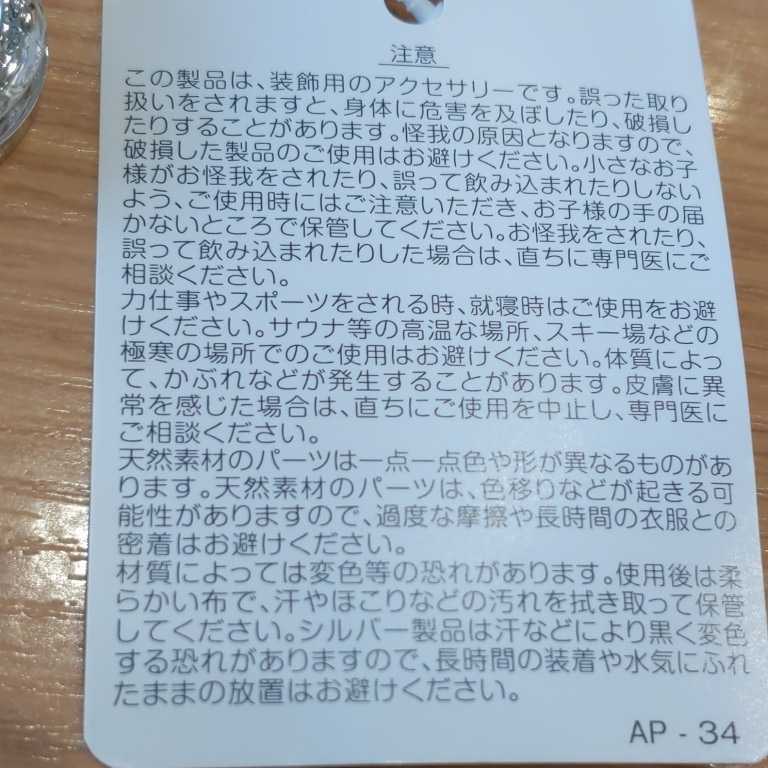 注意
この製品は、装飾用のアクセサリーです。誤った取り
扱いをされますと、身体に危害を及ぼしたり、破損し
たりすることがあります。怪我の原因となりますので、
破損した製品のご使用はお避けください。小さなお子
様がお怪我をされたり、誤って飲み込まれたりしない
よう、ご使用時にはご注意いただき、お子様の手の届
かないところで保管してください。お怪我をされたり、
誤って飲み込まれたりした場合は、直ちに専門医にご
相談ください。
力仕事やスポーツをされる時、就寝時はご使用をお避
けください。サウナ等の高温な場所、スキー場などの
極寒の場所でのご使用はお避けください。体質によっ
て、かぶれなどが発生することがあります。皮膚に異
常を感じた場合は、直ちにご使用を中止し、専門医に
ご相談ください。
天然素材のパーツは一点一点色や形が異なるものがあ
ります。天然素材のパーツは、色移りなどが起きる可
能性がありますので、過度な摩擦や長時間の衣服との
密着はお避けください。
材質によっては変色等の恐れがあります。使用後は柔
らかい布で、汗やほこりなどの汚れを拭き取って保管
してください。シルバー製品は汗などにより黒く変色
する恐れがありますので、長時間の装着や水気にふれ
たままの放置はお避けください。
AP - 34